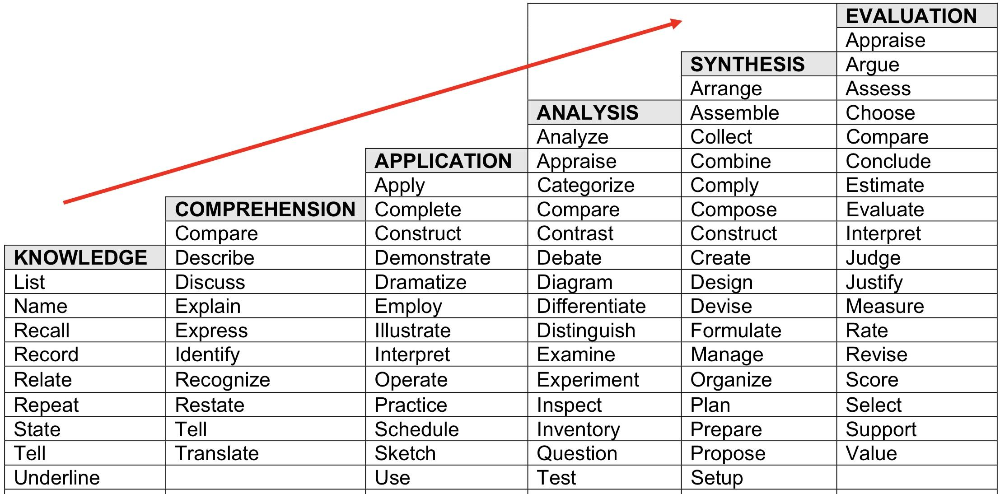 EVALUATION
Appraise
SYNTHESIS Argue
Arrange Assess
ANALYSIS Assemble Choose
Analyze Collect Compare
APPLICATION Appraise Combine Conclude
Apply Categorize Comply Estimate
COMPREHENSION Complete Compare Compose Evaluate
Compare Construct Contrast Construct Interpret
KNOWLEDGE Describe Demonstrate Debate Create Judge
List Discuss Dramatize Diagram Design Justify
Name Explain Employ Differentiate Devise Measure
Recall Express Illustrate Distinguish Formulate Rate
Record Identify Interpret Examine Manage Revise
Relate Recognize Operate Experiment Organize Score
Repeat Restate Practice Inspect Plan Select
State Tell Schedule Inventory Prepare Support
Tell Translate Sketch Question Propose Value
Underline Use Test Setup